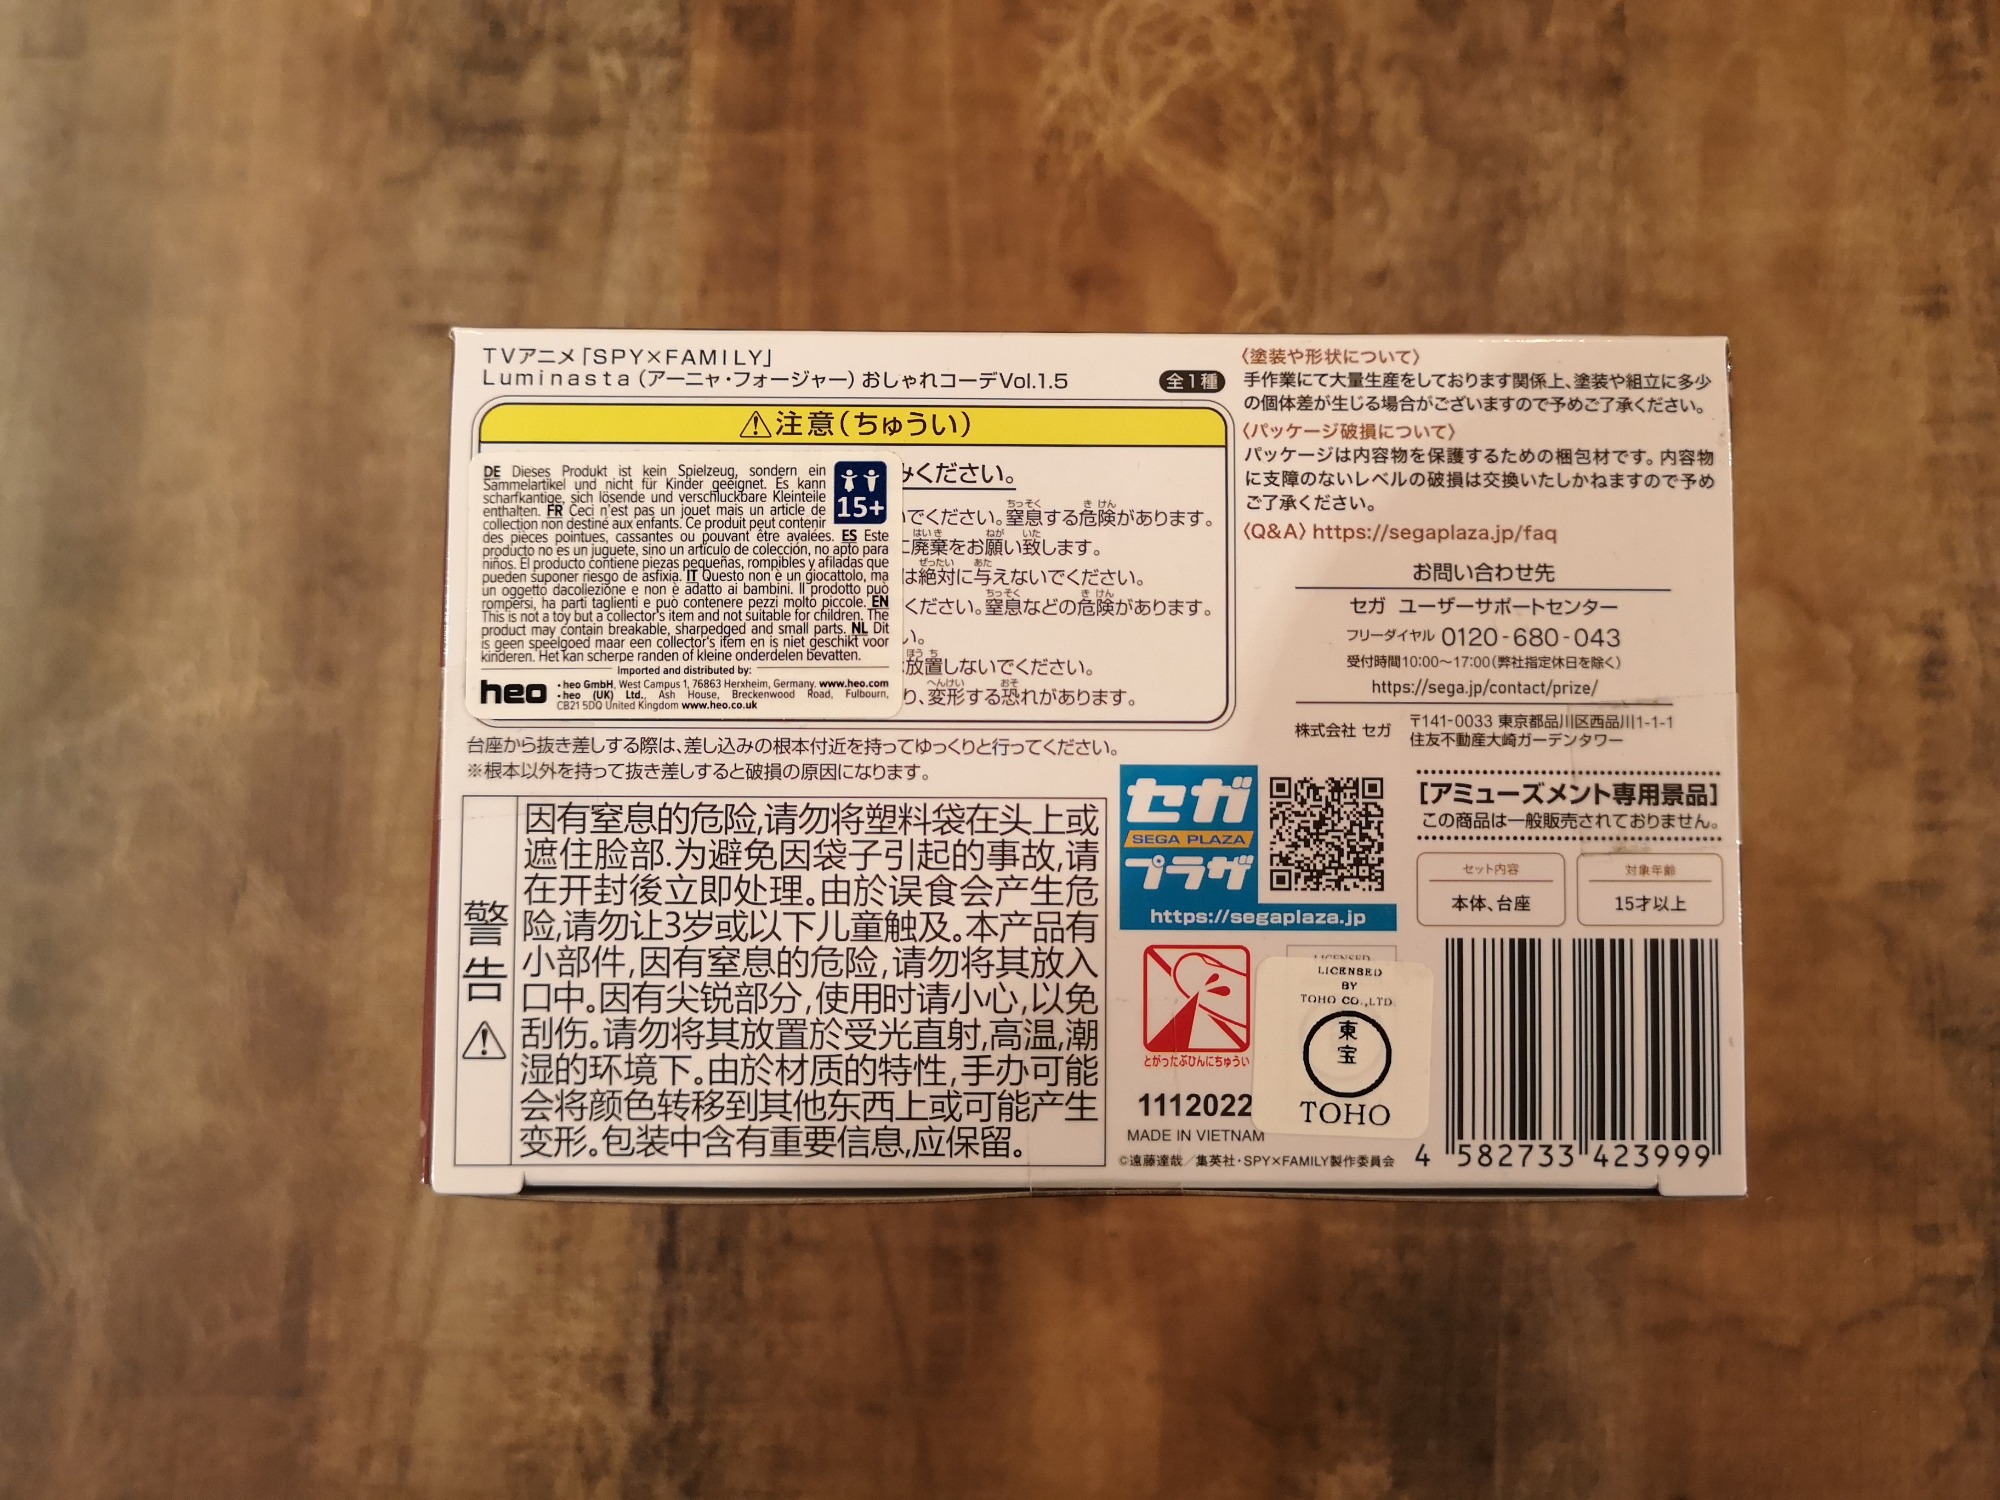 TVアニメ「SPY×FAMILY」
Luminasta（アーニャ・フォージャー）おしゃれコーデVol.1.5
全1種
⚠注意（ちゅうい）
みください。
でください。窒息する危険があります。
廃棄をお願い致します。
は絶対に与えないでください。
ください。窒息などの危険があります。
い。
放置しないでください。
り、変形する恐れがあります。
DE Dieses Produkt ist kein Spielzeug, sondern ein
Sammelartikel und nicht für Kinder geeignet. Es kann
scharfkantige, sich lösende und verschluckbare Kleinteile
enthalten. FR Ceci n'est pas un jouet mais un article de
collection non destiné aux enfants. Ce produit peut contenir
des pièces pointues, cassantes ou pouvant être avalées. ES Este
producto no es un juguete, sino un artículo de colección, no apto para
niños. El producto contiene piezas pequeñas, rompibles y afiladas que
pueden suponer riesgo de asfixia. IT Questo non è un giocattolo, ma
un oggetto dacollezione e non è adatto ai bambini. Il prodotto può
rompersi, ha parti taglienti e può contenere pezzi molto piccole. EN
This is not a toy but a collector's item and not suitable for children. The
product may contain breakable, sharpedged and small parts. NL Dit
is geen speelgoed maar een collector's item en is niet geschikt voor
kinderen. Het kan scherpe randen of kleine onderdelen bevatten.
15+
Imported and distributed by:
heo
• heo GmbH, West Campus 1, 76863 Herxheim, Germany. www.heo.com
• heo (UK) Ltd., Ash House, Breckenwood Road, Fulbourn,
CB21 5DQ United Kingdom www.heo.co.uk
台座から抜き差しする際は、差し込みの根本付近を持ってゆっくりと行ってください。
※根本以外を持って抜き差しすると破損の原因になります。
警告⚠
因有窒息的危险,请勿将塑料袋在头上或
遮住脸部.为避免因袋子引起的事故,请
在开封後立即处理。由於误食会产生危
险,请勿让3岁或以下儿童触及。本产品有
小部件,因有窒息的危险,请勿将其放入
口中。因有尖锐部分,使用时请小心,以免
刮伤。请勿将其放置於受光直射,高温,潮
湿的环境下。由於材质的特性,手办可能
会将颜色转移到其他东西上或可能产生
变形。包装中含有重要信息,应保留。
〈塗装や形状について〉
手作業にて大量生産をしております関係上、塗装や組立に多少
の個体差が生じる場合がございますので予めご了承ください。
〈パッケージ破損について〉
パッケージは内容物を保護するための梱包材です。内容物
に支障のないレベルの破損は交換いたしかねますので予め
ご了承ください。
〈Q&A〉https://segaplaza.jp/faq
お問い合わせ先
セガ ユーザーサポートセンター
フリーダイヤル 0120-680-043
受付時間10:00～17:00（弊社指定休日を除く）
https://sega.jp/contact/prize/
株式会社 セガ
〒141-0033 東京都品川区西品川1-1-1
住友不動産大崎ガーデンタワー
セガ
SEGA PLAZA
プラザ
https://segaplaza.jp
［アミューズメント専用景品］
この商品は一般販売されておりません。
セット内容
本体、台座
対象年齢
15才以上
とがったぶひんにちゅうい
1112022
MADE IN VIETNAM
©遠藤達哉／集英社・SPY×FAMILY製作委員会
LICENSED
LICENSED
BY
TOHO CO.,LTD.
東宝
TOHO
4 582733 423999